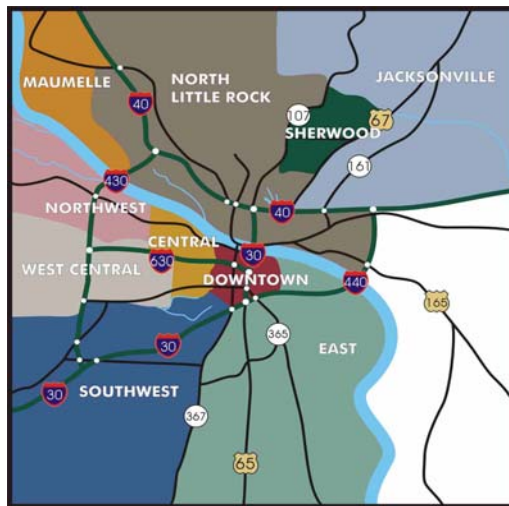 MAUMELLE
NORTH
LITTLE ROCK
JACKSONVILLE
40
107
67
SHERWOOD
161
430
NORTHWEST
40
CENTRAL
630
30
WEST CENTRAL
DOWNTOWN
440
165
365
30
EAST
30
SOUTHWEST
367
65